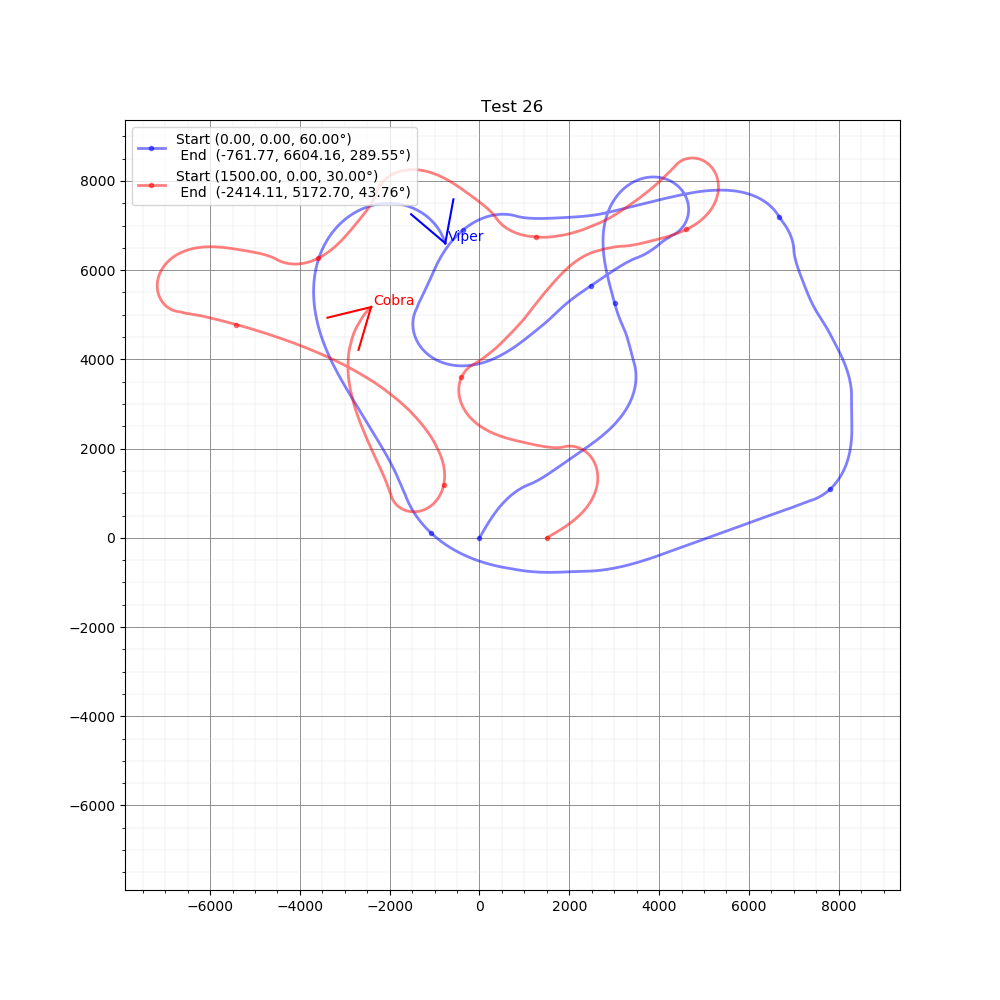 Test 26
Start (0.00, 0.00, 60.00°)
End  (-761.77, 6604.16, 289.55°)
Start (1500.00, 0.00, 30.00°)
End  (-2414.11, 5172.70, 43.76°)
Viper
Cobra
8000
6000
4000
2000
0
−2000
−4000
−6000
−6000 −4000 −2000 0 2000 4000 6000 8000